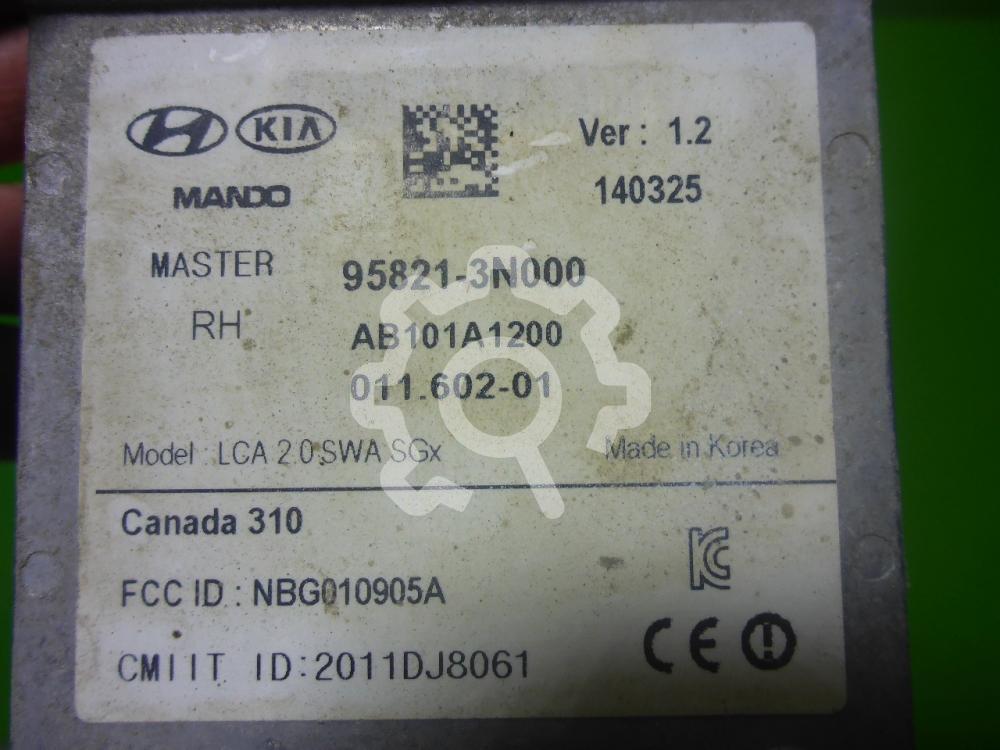 KIA
Ver : 1.2
MANDO
140325
MASTER
95821-3N000
RH
AB101A1200
011.602-01
Model : LCA 2.0,SWA SGx
Made in Korea
Canada 310
FCC ID : NBG010905A
CMIIT ID:2011DJ8061
CE